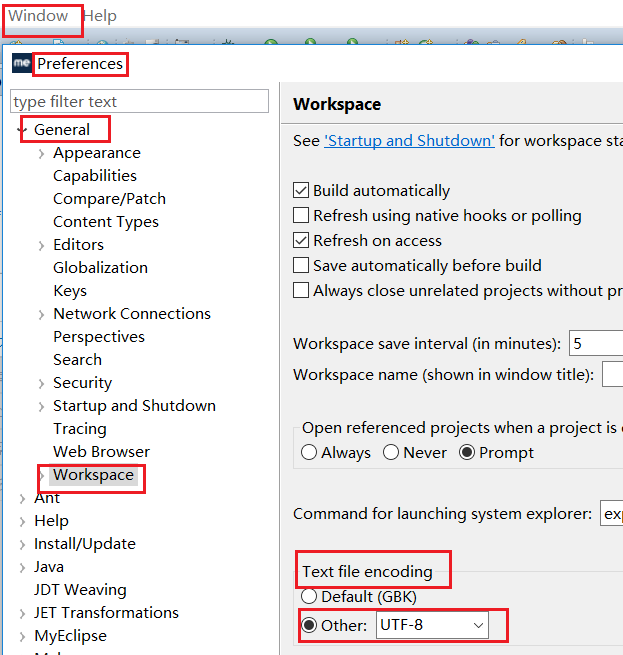 Window Help
me Preferences
type filter text
General
Appearance
Capabilities
Compare/Patch
Content Types
Editors
Globalization
Keys
Network Connections
Perspectives
Search
Security
Startup and Shutdown
Tracing
Web Browser
Workspace
Ant
Help
Install/Update
Java
JDT Weaving
JET Transformations
MyEclipse
Workspace
See 'Startup and Shutdown' for workspace sta
Build automatically
Refresh using native hooks or polling
Refresh on access
Save automatically before build
Always close unrelated projects without pr
Workspace save interval (in minutes): 5
Workspace name (shown in window title):
Open referenced projects when a project is
Always Never Prompt
Command for launching system explorer: exp
Text file encoding
Default (GBK)
Other: UTF-8